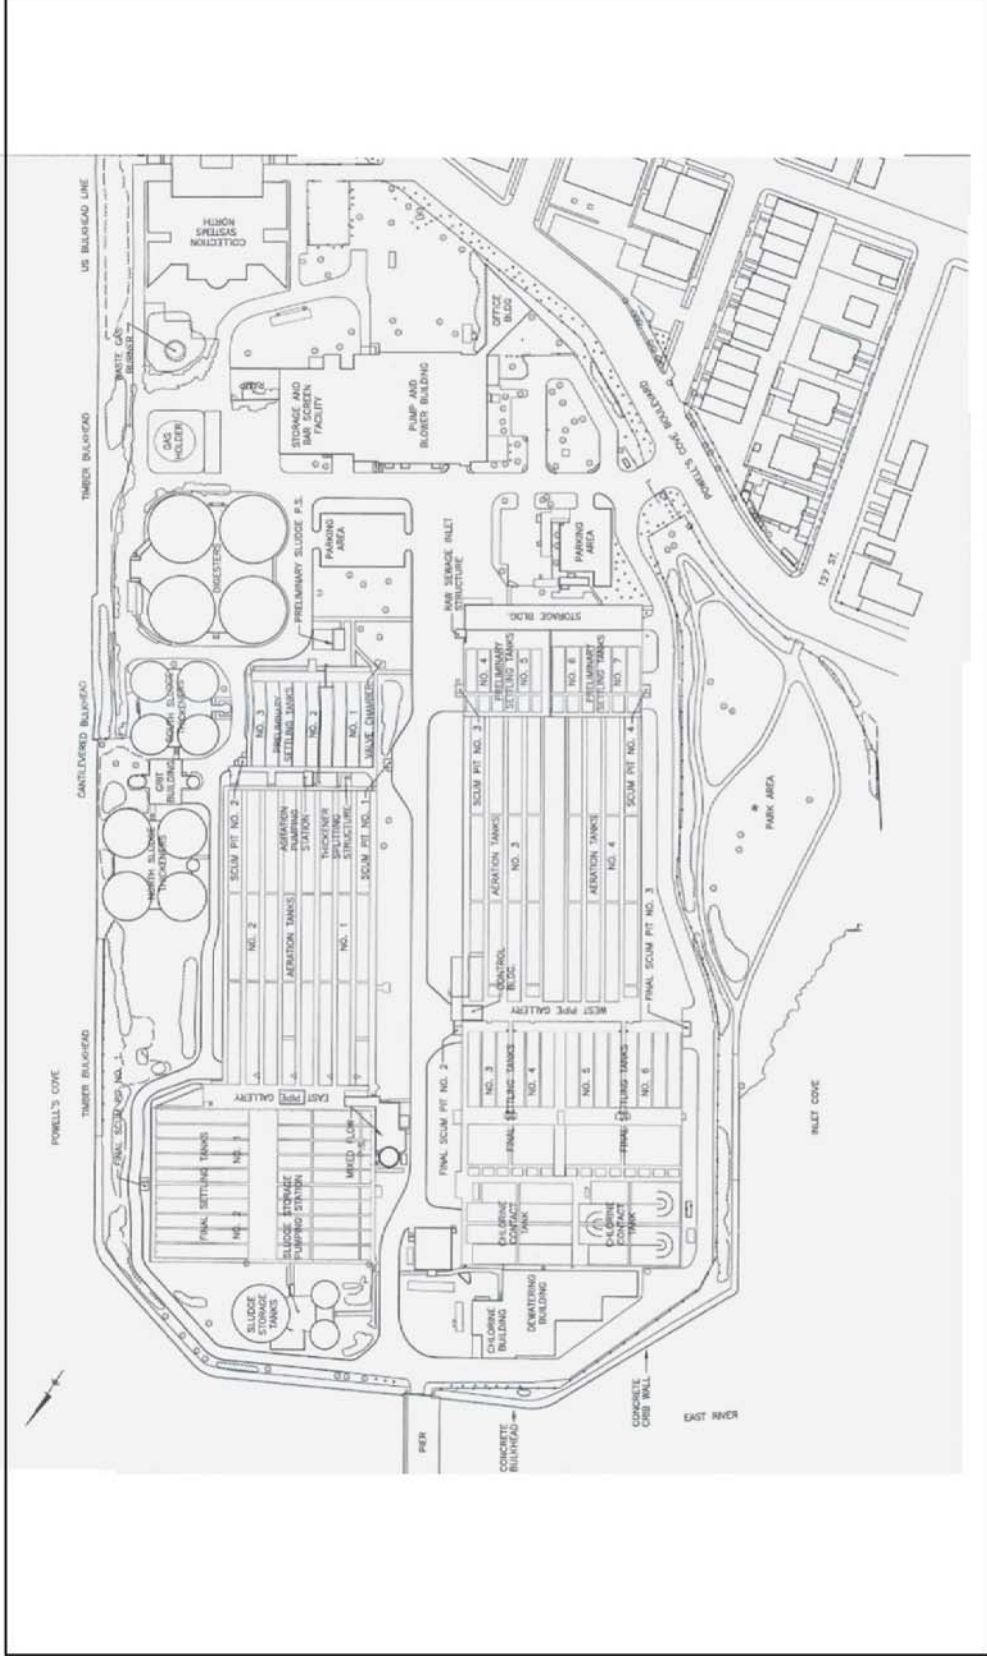 US BULKHEAD LINE
COLLECTION
SYSTEMS
NORTH
WASTE GAS
BURNER
OFFICE
BLDG
TIMBER BULKHEAD
GAS
HOLDER
STORAGE AND
BAR SCREEN
FACILITY
PUMP AND
BLOWER BUILDING
POWELL'S COVE BOULEVARD
127 ST.
DIGESTERS
PRELIMINARY SLUDGE P.S.
PARKING
AREA
RAW SEWAGE INLET
STRUCTURE
PARKING
AREA
STORAGE BLDG.
CANTILEVERED BULKHEAD
SOUTH SLUDGE
THICKENERS
GRIT
BUILDING
NORTH SLUDGE
THICKENERS
NO. 3
PRELIMINARY
SETTLING TANKS
NO. 2
NO. 1
VALVE CHAMBER
NO. 4
PRELIMINARY
SETTLING TANKS
NO. 5
NO. 6
PRELIMINARY
SETTLING TANKS
NO. 7
SCUM PIT NO. 2
AGITATION
PUMPING
STATION
THICKENER
SPLITTING
STRUCTURE
SCUM PIT NO. 1
SCUM PIT NO. 3
SCUM PIT NO. 4
NO. 2
AERATION TANKS
NO. 1
AERATION TANKS
NO. 3
AERATION TANKS
NO. 4
PARK AREA
CONTROL
BLDG.
FINAL SCUM PIT NO. 3
WEST PIPE GALLERY
POWELL'S COVE
TIMBER BULKHEAD
FINAL SCUM PIT NO. 1
EAST PIPE GALLERY
MIXED FLOW
P.S.
FINAL SCUM PIT NO. 2
FINAL SETTLING TANKS
NO. 2
NO. 1
SLUDGE STORAGE
PUMPING STATION
NO. 3
FINAL SETTLING TANKS
NO. 4
NO. 5
FINAL SETTLING TANKS
NO. 6
INLET COVE
CHLORINE
CONTACT
TANK
CHLORINE
CONTACT
TANK
SLUDGE
STORAGE
TANKS
CHLORINE
BUILDING
DEWATERING
BUILDING
PIER
CONCRETE
BULKHEAD
CONCRETE
CRIB WALL
EAST RIVER